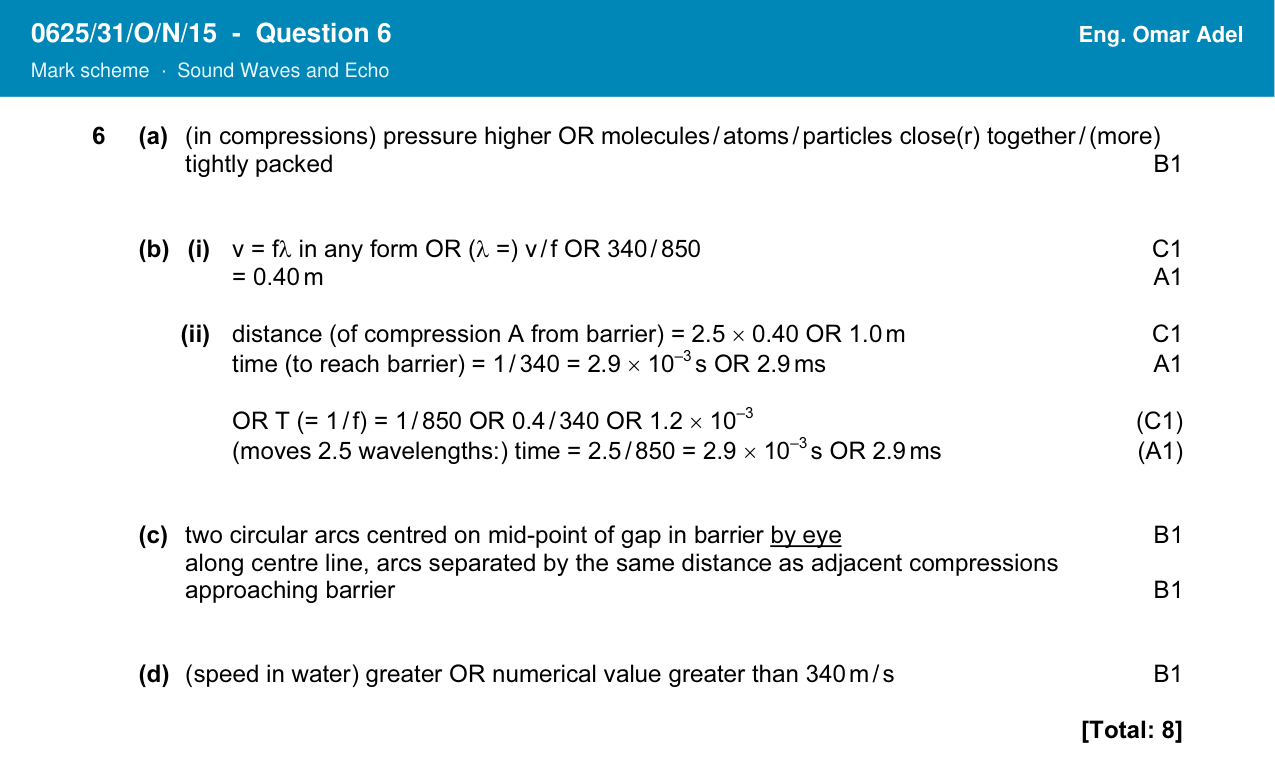 0625/31/O/N/15 - Question 6
Eng. Omar Adel
Mark scheme · Sound Waves and Echo
6 (a) (in compressions) pressure higher OR molecules/atoms/particles close(r) together/(more)
tightly packed B1
(b) (i) v = fλ in any form OR (λ =) v/f OR 340/850 C1
= 0.40 m A1
(ii) distance (of compression A from barrier) = 2.5 × 0.40 OR 1.0 m C1
time (to reach barrier) = 1/340 = 2.9 × 10⁻³ s OR 2.9 ms A1
OR T (= 1/f) = 1/850 OR 0.4/340 OR 1.2 × 10⁻³ (C1)
(moves 2.5 wavelengths:) time = 2.5/850 = 2.9 × 10⁻³ s OR 2.9 ms (A1)
(c) two circular arcs centred on mid-point of gap in barrier by eye B1
along centre line, arcs separated by the same distance as adjacent compressions
approaching barrier B1
(d) (speed in water) greater OR numerical value greater than 340 m/s B1
[Total: 8]